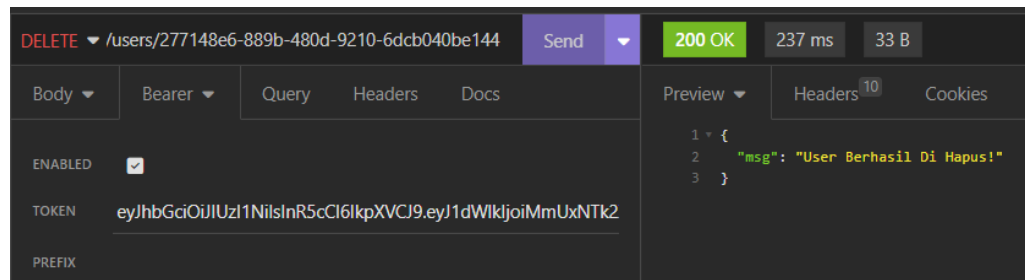 DELETE /users/277148e6-889b-480d-9210-6dcb040be144 Send 200 OK 237 ms 33 B
Body Bearer Query Headers Docs Preview Headers 10 Cookies
1 {
2 "msg": "User Berhasil Di Hapus!"
3 }
ENABLED
TOKEN eyJhbGciOiJIUzI1NiIsInR5cCI6IkpXVCJ9.eyJ1dWlkIjoiMmUxNTk2
PREFIX